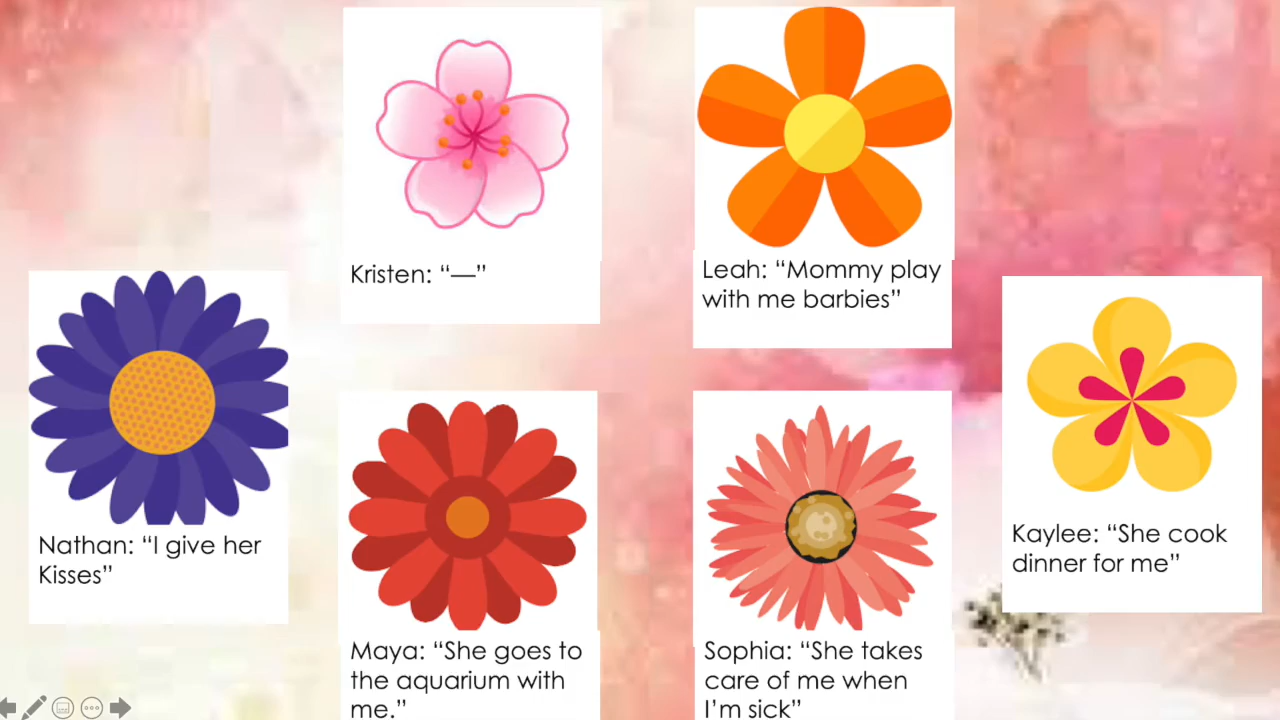 Kristen: “—”
Leah: “Mommy play
with me barbies”
Nathan: “I give her
Kisses”
Kaylee: “She cook
dinner for me”
Maya: “She goes to
the aquarium with
me.”
Sophia: “She takes
care of me when
I’m sick”